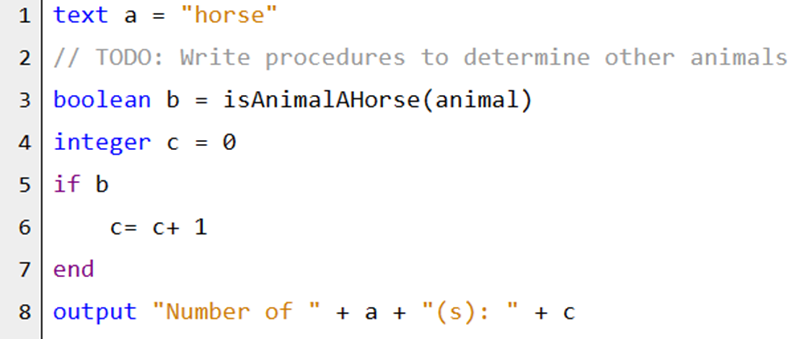 1 text a = "horse"
2 // TODO: Write procedures to determine other animals
3 boolean b = isAnimalAHorse(animal)
4 integer c = 0
5 if b
6     c= c+ 1
7 end
8 output "Number of " + a + "(s): " + c